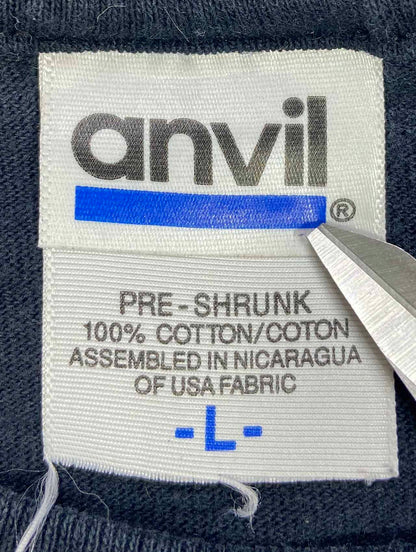 anvil®
PRE-SHRUNK
100% COTTON/COTON
ASSEMBLED IN NICARAGUA
OF USA FABRIC
-L-